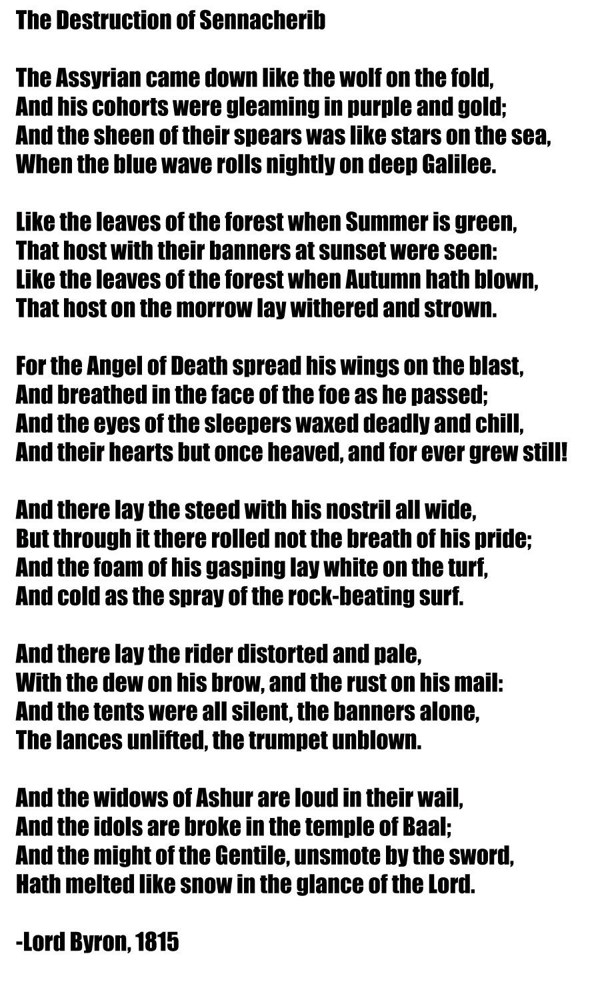 The Destruction of Sennacherib

The Assyrian came down like the wolf on the fold,
And his cohorts were gleaming in purple and gold;
And the sheen of their spears was like stars on the sea,
When the blue wave rolls nightly on deep Galilee.

Like the leaves of the forest when Summer is green,
That host with their banners at sunset were seen:
Like the leaves of the forest when Autumn hath blown,
That host on the morrow lay withered and strown.

For the Angel of Death spread his wings on the blast,
And breathed in the face of the foe as he passed;
And the eyes of the sleepers waxed deadly and chill,
And their hearts but once heaved, and for ever grew still!

And there lay the steed with his nostril all wide,
But through it there rolled not the breath of his pride;
And the foam of his gasping lay white on the turf,
And cold as the spray of the rock-beating surf.

And there lay the rider distorted and pale,
With the dew on his brow, and the rust on his mail:
And the tents were all silent, the banners alone,
The lances unlifted, the trumpet unblown.

And the widows of Ashur are loud in their wail,
And the idols are broke in the temple of Baal;
And the might of the Gentile, unsmote by the sword,
Hath melted like snow in the glance of the Lord.

-Lord Byron, 1815